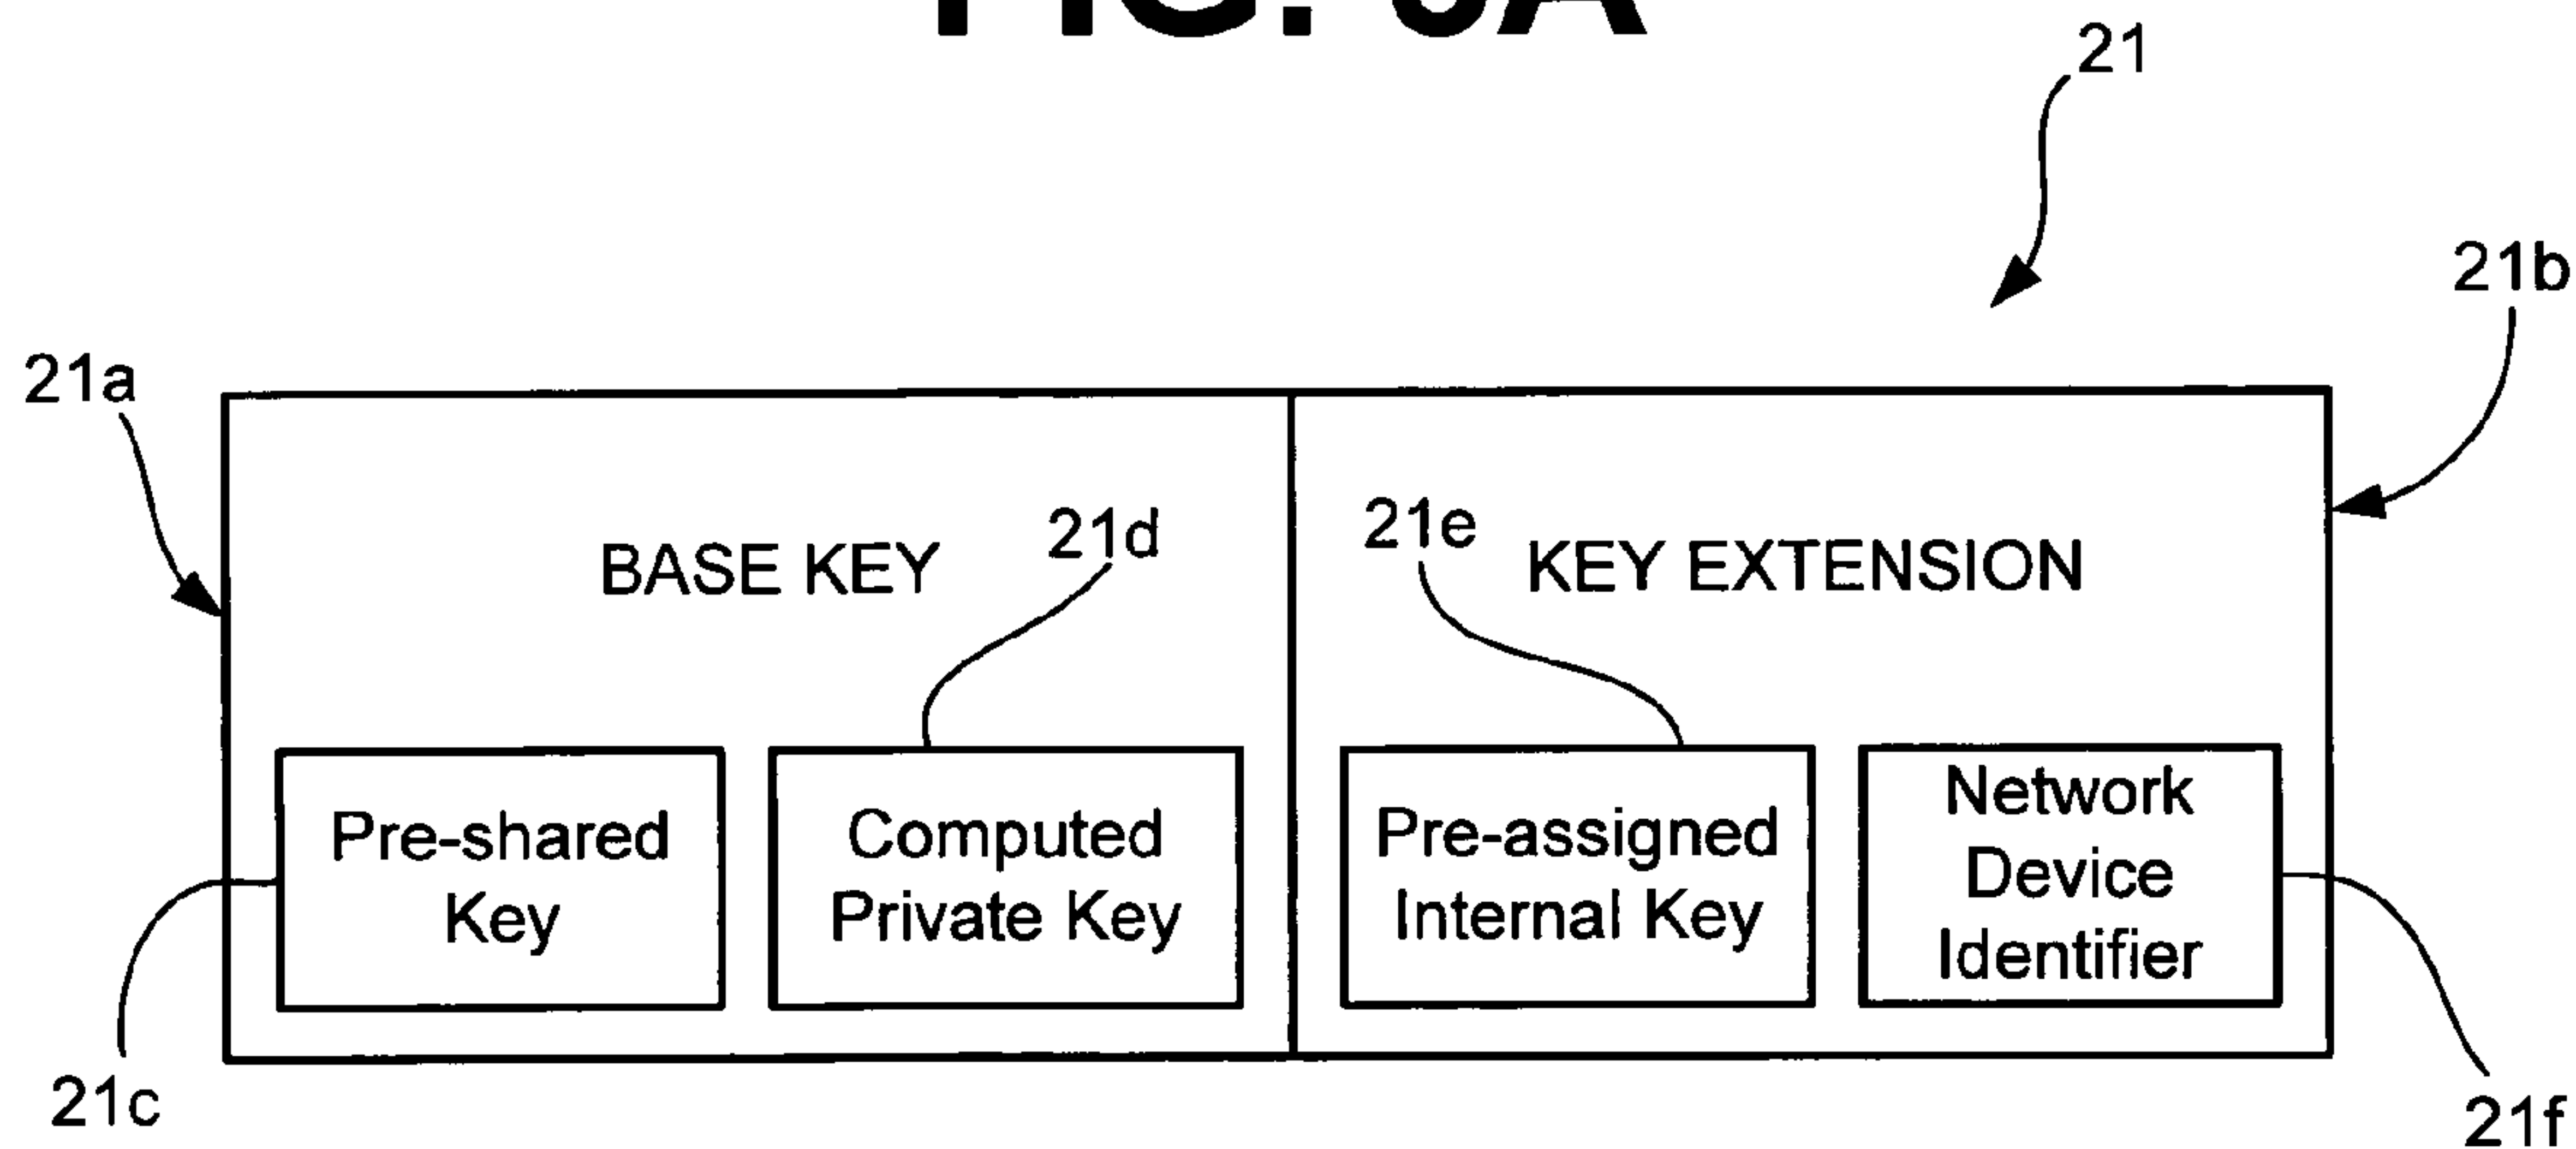 21
21b
21a
21d
21e
BASE KEY
KEY EXTENSION
Pre-shared
Key
Computed
Private Key
Pre-assigned
Internal Key
Network
Device
Identifier
21c
21f